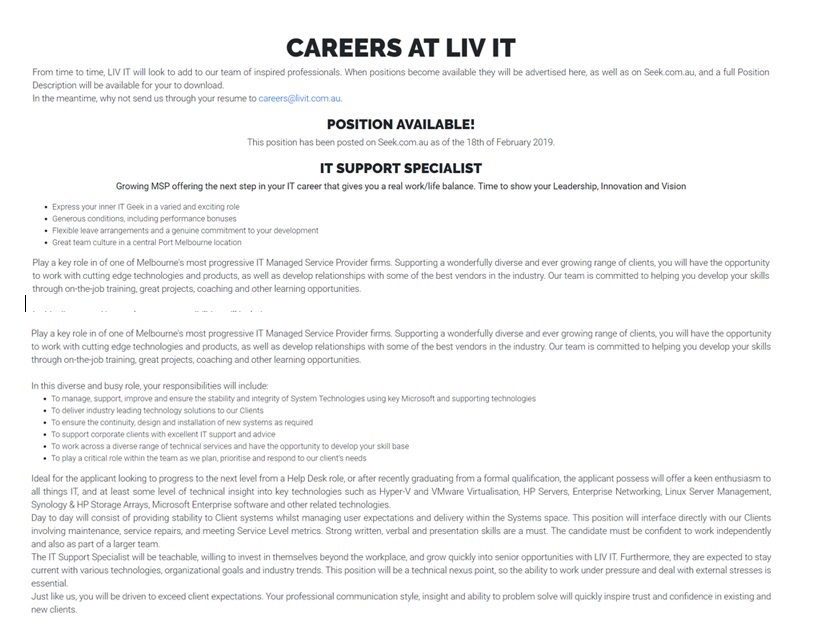 CAREERS AT LIV IT
From time to time, LIV IT will look to add to our team of inspired professionals. When positions become available they will be advertised here, as well as on Seek.com.au, and a full Position
Description will be available for your to download.
In the meantime, why not send us through your resume to careers@livit.com.au.
POSITION AVAILABLE!
This position has been posted on Seek.com.au as of the 18th of February 2019.
IT SUPPORT SPECIALIST
Growing MSP offering the next step in your IT career that gives you a real work/life balance. Time to show your Leadership, Innovation and Vision
• Express your inner IT Geek in a varied and exciting role
• Generous conditions, including performance bonuses
• Flexible leave arrangements and a genuine commitment to your development
• Great team culture in a central Port Melbourne location
Play a key role in of one of Melbourne's most progressive IT Managed Service Provider firms. Supporting a wonderfully diverse and ever growing range of clients, you will have the opportunity
to work with cutting edge technologies and products, as well as develop relationships with some of the best vendors in the industry. Our team is committed to helping you develop your skills
through on-the-job training, great projects, coaching and other learning opportunities.
Play a key role in of one of Melbourne's most progressive IT Managed Service Provider firms. Supporting a wonderfully diverse and ever growing range of clients, you will have the opportunity
to work with cutting edge technologies and products, as well as develop relationships with some of the best vendors in the industry. Our team is committed to helping you develop your skills
through on-the-job training, great projects, coaching and other learning opportunities.
In this diverse and busy role, your responsibilities will include:
• To manage, support, improve and ensure the stability and integrity of System Technologies using key Microsoft and supporting technologies
• To deliver industry leading technology solutions to our Clients
• To ensure the continuity, design and installation of new systems as required
• To support corporate clients with excellent IT support and advice
• To work across a diverse range of technical services and have the opportunity to develop your skill base
• To play a critical role within the team as we plan, prioritise and respond to our client's needs
Ideal for the applicant looking to progress to the next level from a Help Desk role, or after recently graduating from a formal qualification, the applicant possess will offer a keen enthusiasm to
all things IT, and at least some level of technical insight into key technologies such as Hyper-V and VMware Virtualisation, HP Servers, Enterprise Networking, Linux Server Management,
Synology & HP Storage Arrays, Microsoft Enterprise software and other related technologies.
Day to day will consist of providing stability to Client systems whilst managing user expectations and delivery within the Systems space. This position will interface directly with our Clients
involving maintenance, service repairs, and meeting Service Level metrics. Strong written, verbal and presentation skills are a must. The candidate must be confident to work independently
and also as part of a larger team.
The IT Support Specialist will be teachable, willing to invest in themselves beyond the workplace, and grow quickly into senior opportunities with LIV IT. Furthermore, they are expected to stay
current with various technologies, organizational goals and industry trends. This position will be a technical nexus point, so the ability to work under pressure and deal with external stresses is
essential.
Just like us, you will be driven to exceed client expectations. Your professional communication style, insight and ability to problem solve will quickly inspire trust and confidence in existing and
new clients.